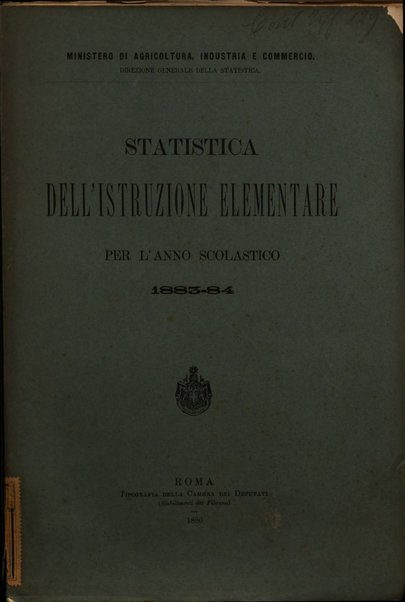 MINISTERO DI AGRICOLTURA, INDUSTRIA E COMMERCIO.
DIREZIONE GENERALE DELLA STATISTICA.
STATISTICA
DELL'ISTRUZIONE ELEMENTARE
PER L'ANNO SCOLASTICO
1883-84
ROMA
TIPOGRAFIA DELLA CAMERA DEI DEPUTATI
(Stabilimenti del Fibreno)
1886